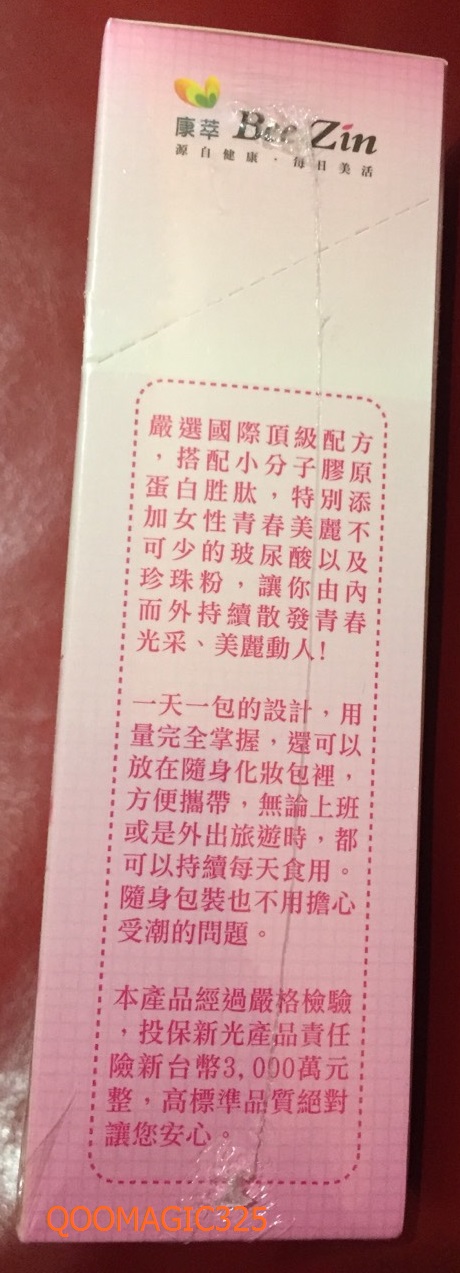 康萃 Bee Zin
源自健康·每日美活
嚴選國際頂級配方
，搭配小分子膠原
蛋白胜肽，特別添
加女性青春美麗不
可少的玻尿酸以及
珍珠粉，讓你由內
而外持續散發青春
光采、美麗動人!
一天一包的設計，用
量完全掌握，還可以
放在隨身化妝包裡，
方便攜帶，無論上班
或是外出旅遊時，都
可以持續每天食用。
隨身包裝也不用擔心
受潮的問題。
本產品經過嚴格檢驗
，投保新光產品責任
險新台幣3,000萬元
整，高標準品質絕對
讓您安心。
QOOMAGIC325